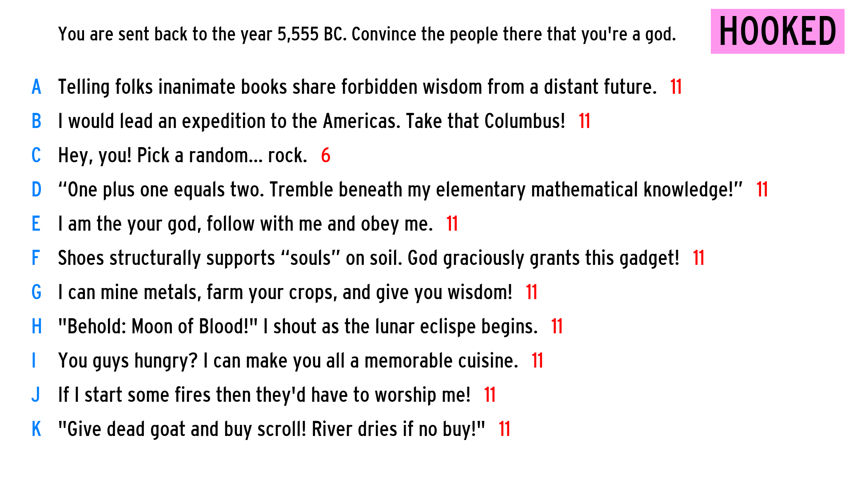 You are sent back to the year 5,555 BC. Convince the people there that you're a god.
HOOKED
A Telling folks inanimate books share forbidden wisdom from a distant future. 11
B I would lead an expedition to the Americas. Take that Columbus! 11
C Hey, you! Pick a random... rock. 6
D “One plus one equals two. Tremble beneath my elementary mathematical knowledge!” 11
E I am the your god, follow with me and obey me. 11
F Shoes structurally supports “souls” on soil. God graciously grants this gadget! 11
G I can mine metals, farm your crops, and give you wisdom! 11
H "Behold: Moon of Blood!" I shout as the lunar eclispe begins. 11
I You guys hungry? I can make you all a memorable cuisine. 11
J If I start some fires then they'd have to worship me! 11
K "Give dead goat and buy scroll! River dries if no buy!" 11